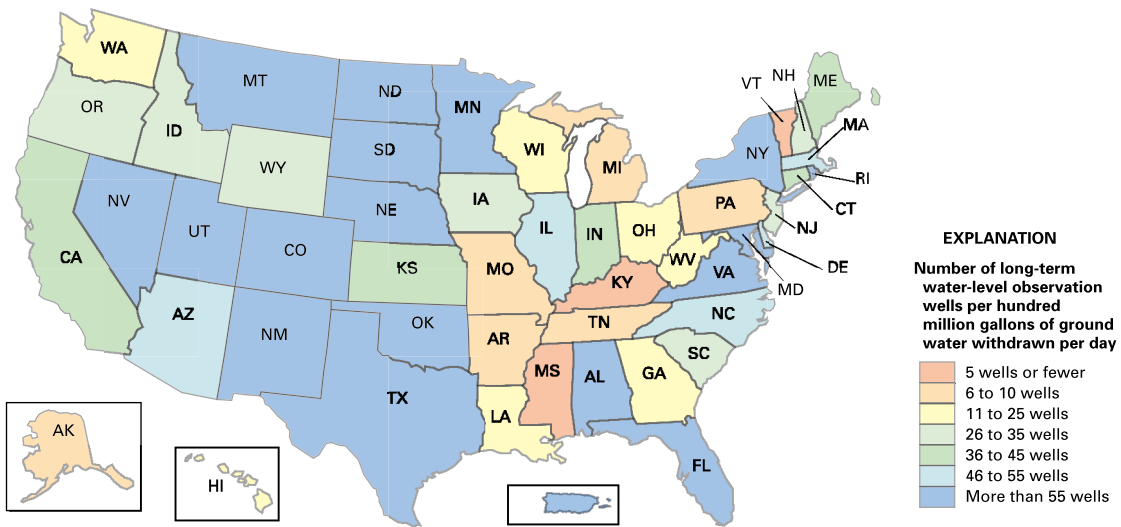 WA
MT
ND
MN
VT
NH
ME
OR
ID
SD
WI
MI
NY
MA
WY
IA
RI
NV
NE
PA
CT
UT
CO
IL
IN
OH
NJ
CA
KS
MO
WV
VA
DE
KY
MD
AZ
NM
OK
AR
TN
NC
SC
TX
MS
AL
GA
LA
AK
HI
FL
EXPLANATION
Number of long-term
water-level observation
wells per hundred
million gallons of ground
water withdrawn per day
5 wells or fewer
6 to 10 wells
11 to 25 wells
26 to 35 wells
36 to 45 wells
46 to 55 wells
More than 55 wells